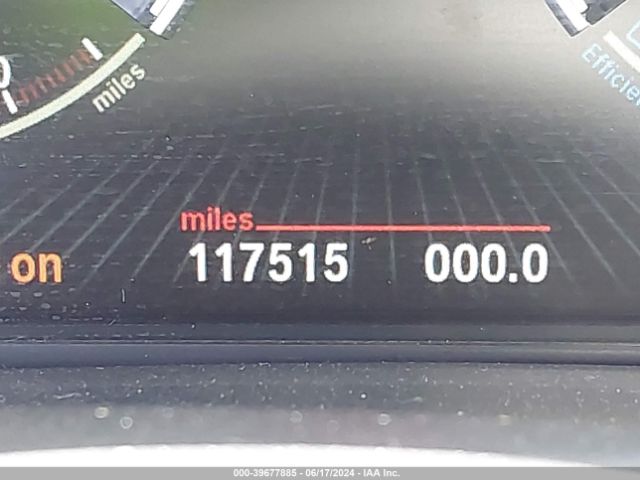 miles
Efficie
miles
on
117515 000.0
000-39677885 - 06/17/2024 - IAA Inc.